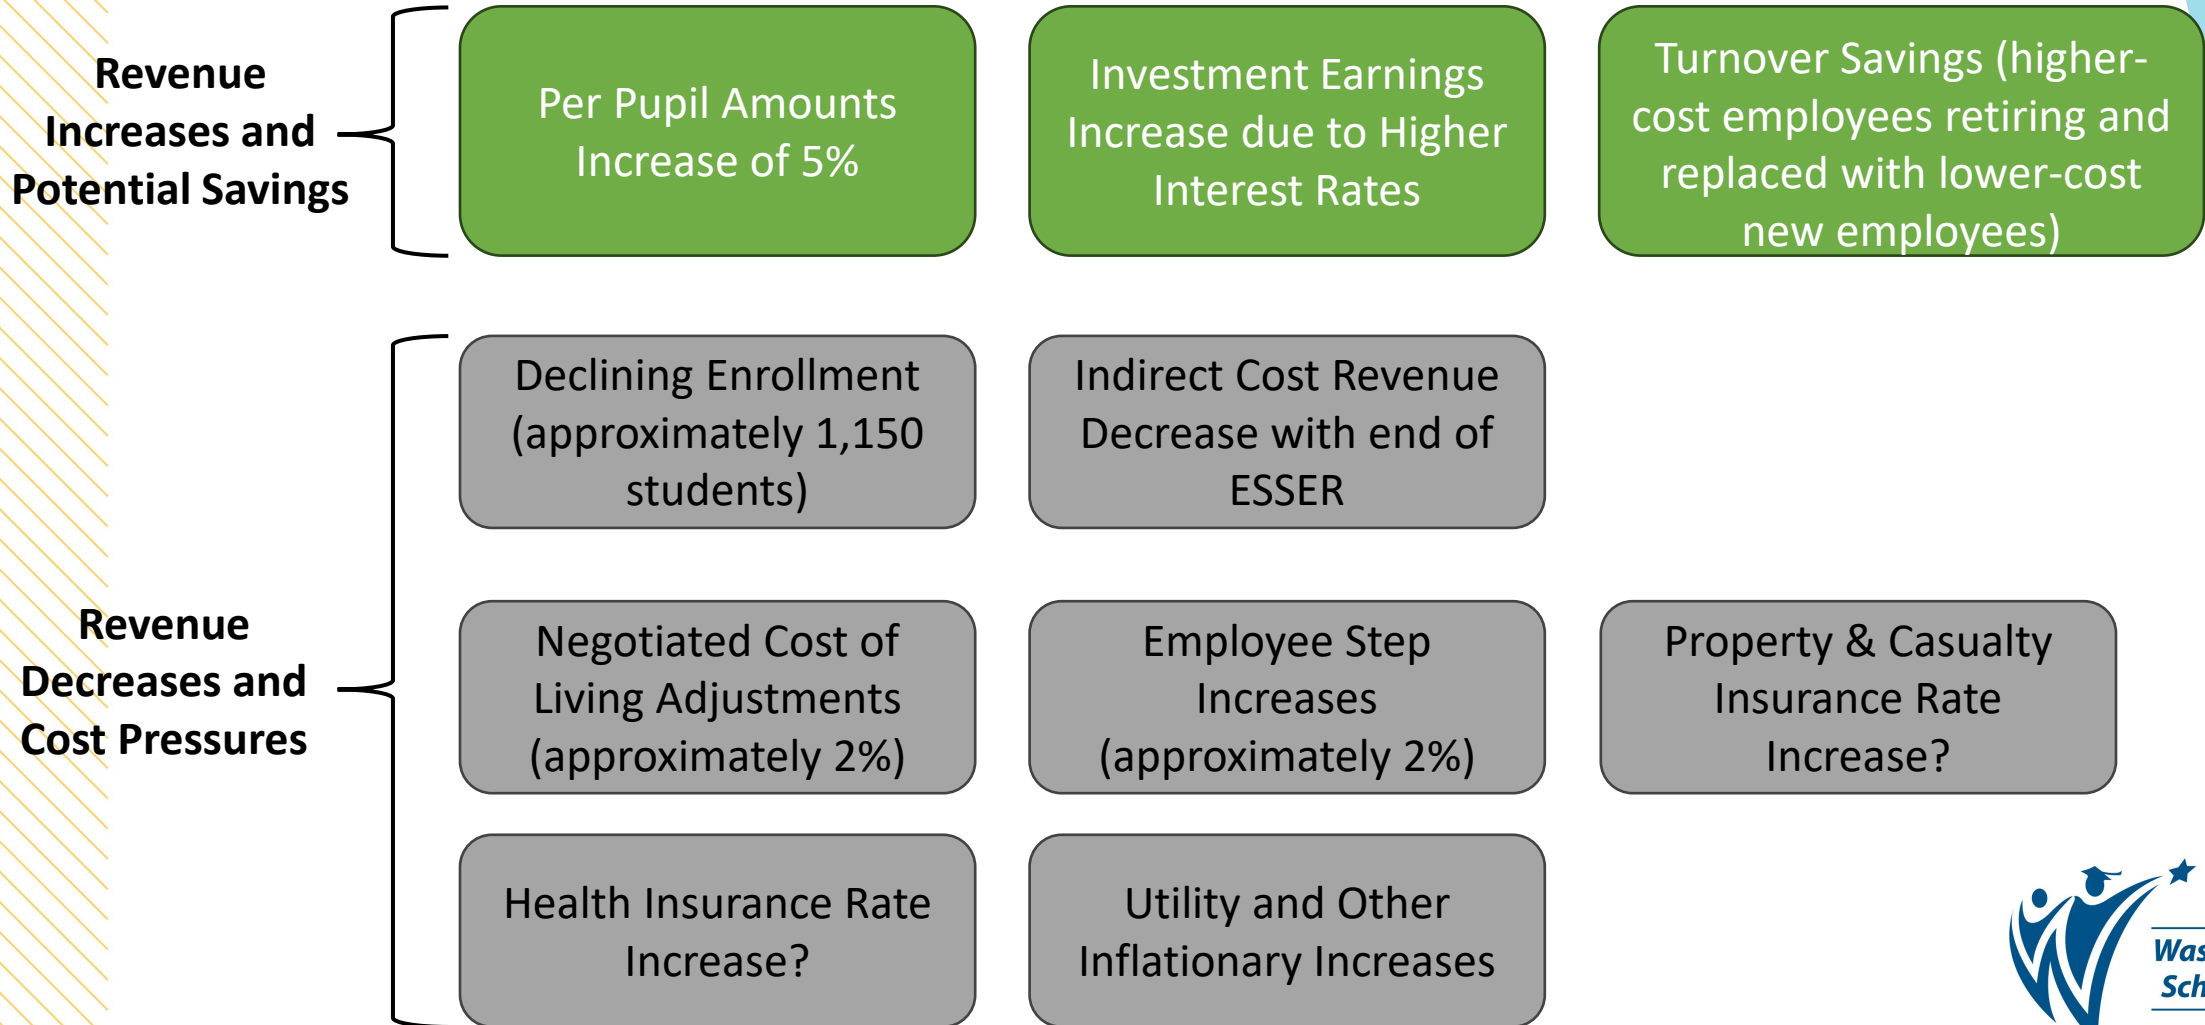 Revenue
Increases and
Potential Savings
Per Pupil Amounts
Increase of 5%
Investment Earnings
Increase due to Higher
Interest Rates
Turnover Savings (higher-
cost employees retiring and
replaced with lower-cost
new employees)
Revenue
Decreases and
Cost Pressures
Declining Enrollment
(approximately 1,150
students)
Indirect Cost Revenue
Decrease with end of
ESSER
Negotiated Cost of
Living Adjustments
(approximately 2%)
Employee Step
Increases
(approximately 2%)
Property & Casualty
Insurance Rate
Increase?
Health Insurance Rate
Increase?
Utility and Other
Inflationary Increases
Was
Sch